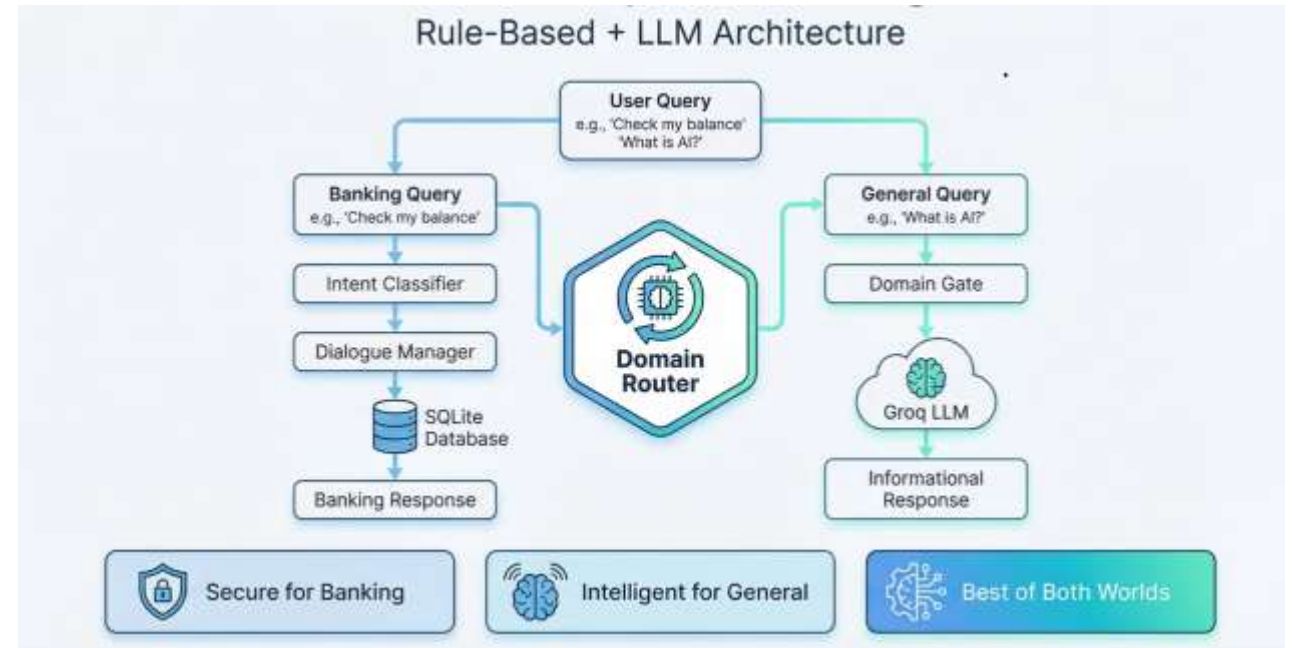 Rule-Based + LLM Architecture
User Query
e.g., 'Check my balance'
'What is AI?'
Banking Query
e.g., 'Check my balance'
General Query
e.g., 'What is AI?'
Intent Classifier
Domain Gate
Dialogue Manager
Domain
Router
Groq LLM
SQLite
Database
Banking Response
Informational
Response
Secure for Banking
Intelligent for General
Best of Both Worlds